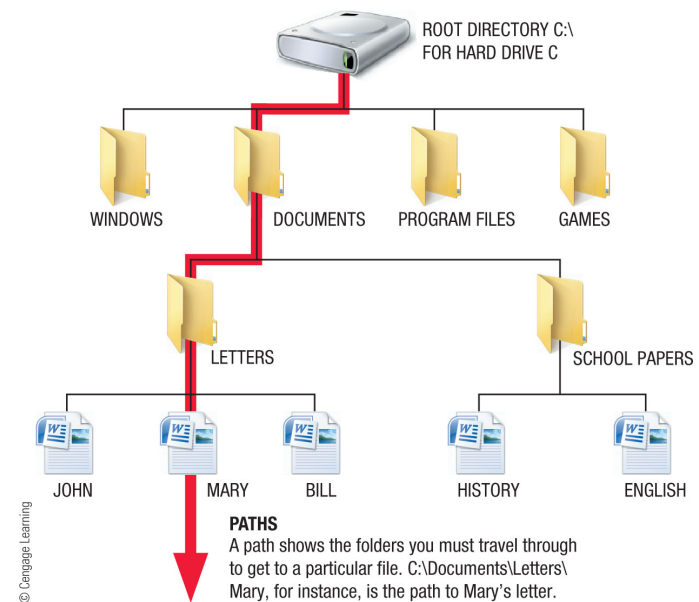 ROOT DIRECTORY C:\
FOR HARD DRIVE C
WINDOWS
DOCUMENTS
PROGRAM FILES
GAMES
LETTERS
SCHOOL PAPERS
W
W
W
W
W
JOHN
MARY
BILL
HISTORY
ENGLISH
PATHS
A path shows the folders you must travel through
to get to a particular file. C:\Documents\Letters\
Mary, for instance, is the path to Mary’s letter.
© Cengage Learning